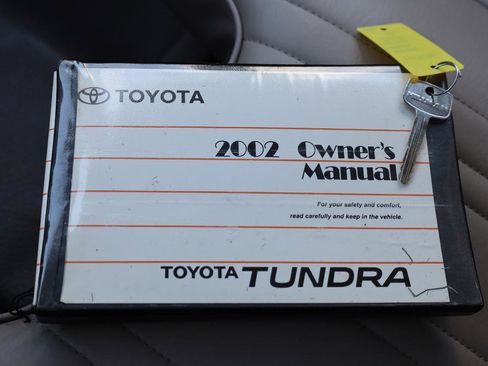 TOYOTA
2002 Owner's
Manual
For your safety and comfort,
read carefully and keep in the vehicle.
TOYOTA TUNDRA